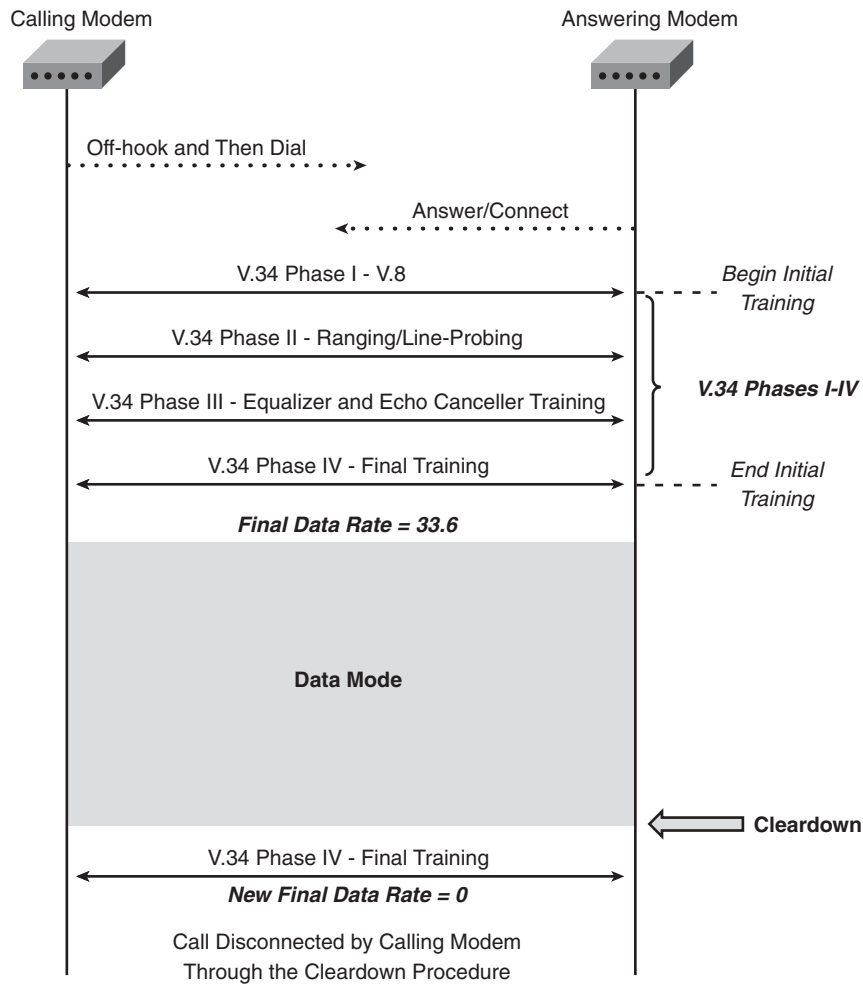 Calling Modem
Answering Modem
Off-hook and Then Dial
Answer/Connect
V.34 Phase I - V.8
Begin Initial
Training
V.34 Phase II - Ranging/Line-Probing
V.34 Phases I-IV
V.34 Phase III - Equalizer and Echo Canceller Training
V.34 Phase IV - Final Training
End Initial
Training
Final Data Rate = 33.6
Data Mode
Cleardown
V.34 Phase IV - Final Training
New Final Data Rate = 0
Call Disconnected by Calling Modem
Through the Cleardown Procedure